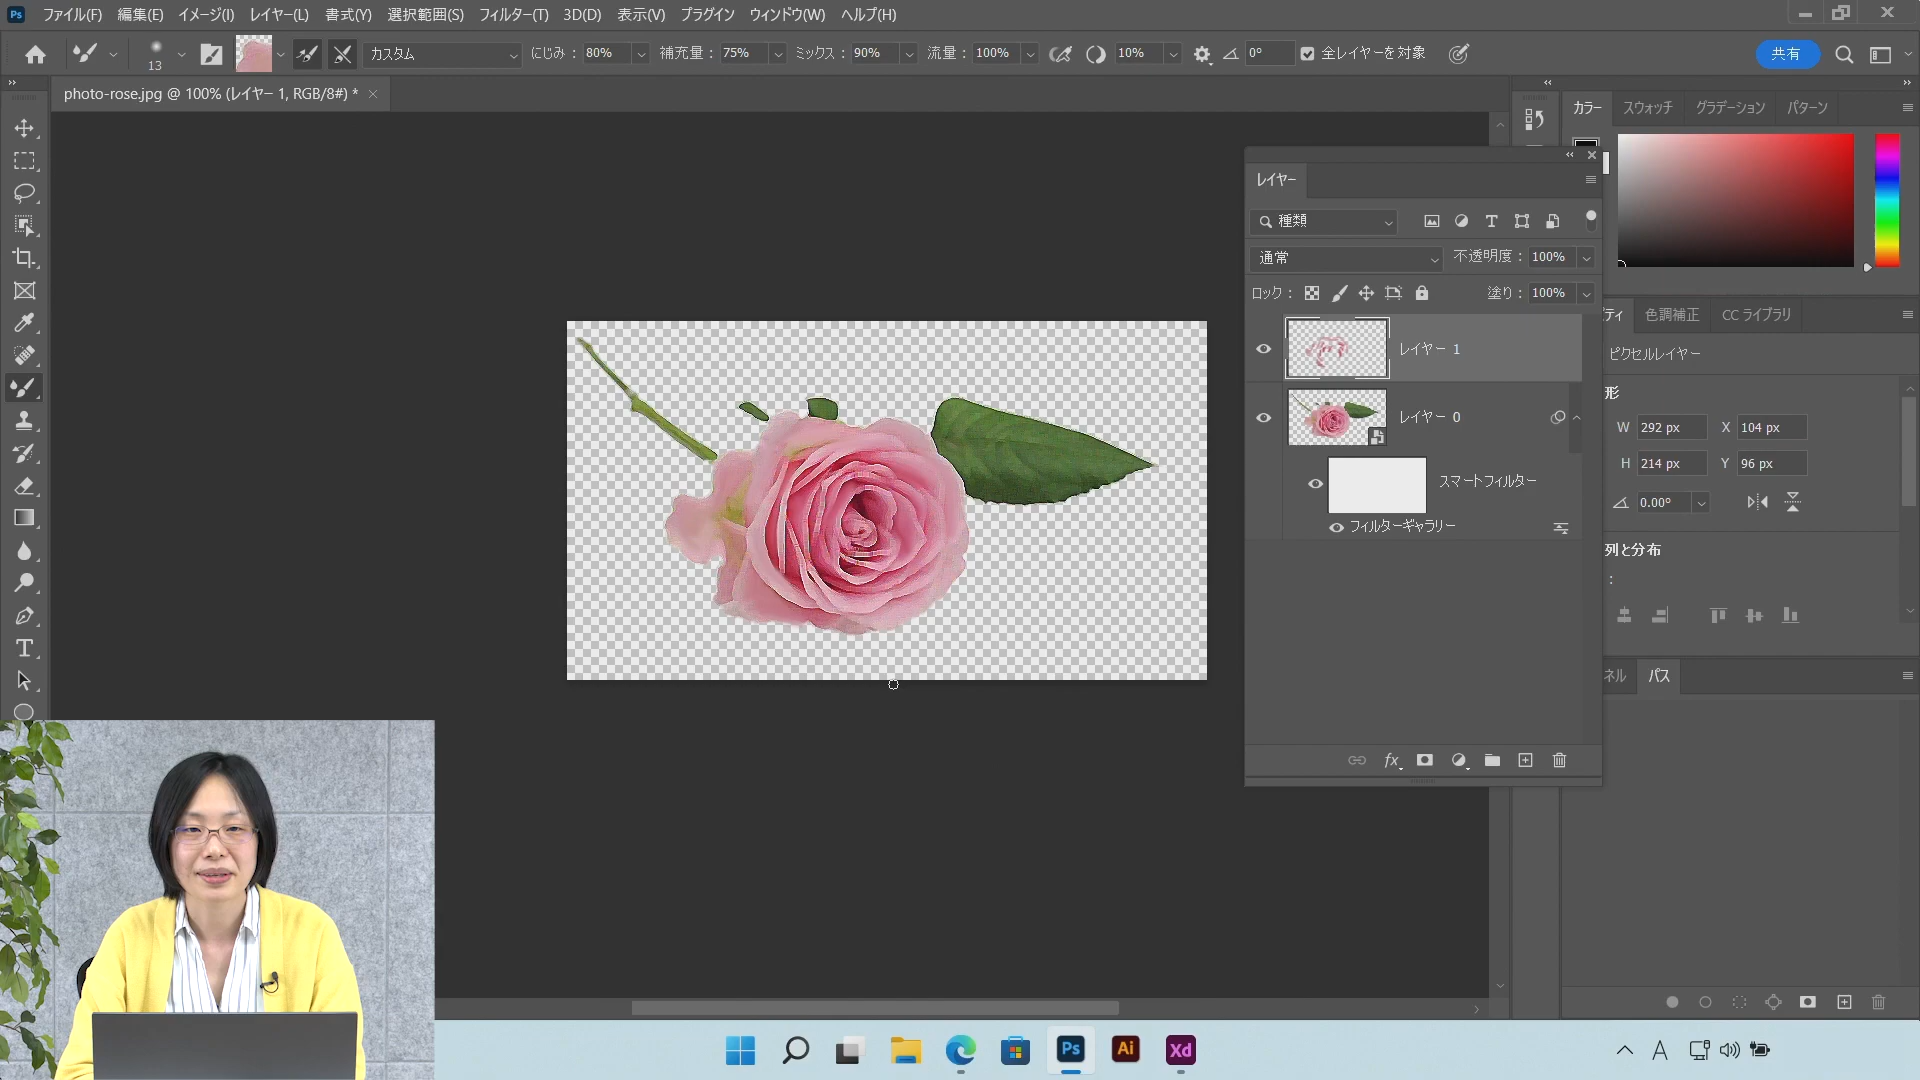 Ps ファイル(F) 編集(E) イメージ(I) レイヤー(L) 書式(Y) 選択範囲(S) フィルター(T) 3D(D) 表示(V) プラグイン ウィンドウ(W) ヘルプ(H)
13 カスタム にじみ : 80% 補充量 : 75% ミックス : 90% 流量 : 100% 10% 0° 全レイヤーを対象 共有
photo-rose.jpg @ 100% (レイヤー 1, RGB/8#) * ×
カラー スウォッチ グラデーション パターン
レイヤー
種類
通常 不透明度 : 100%
ロック : 塗り : 100%
レイヤー 1
レイヤー 0
スマートフィルター
フィルターギャラリー
fx
ティ 色調補正 CC ライブラリ
ピクセルレイヤー
形
W 292 px X 104 px
H 214 px Y 96 px
0.00°
列と分布
:
ネル パス
T
Ps Ai Xd A